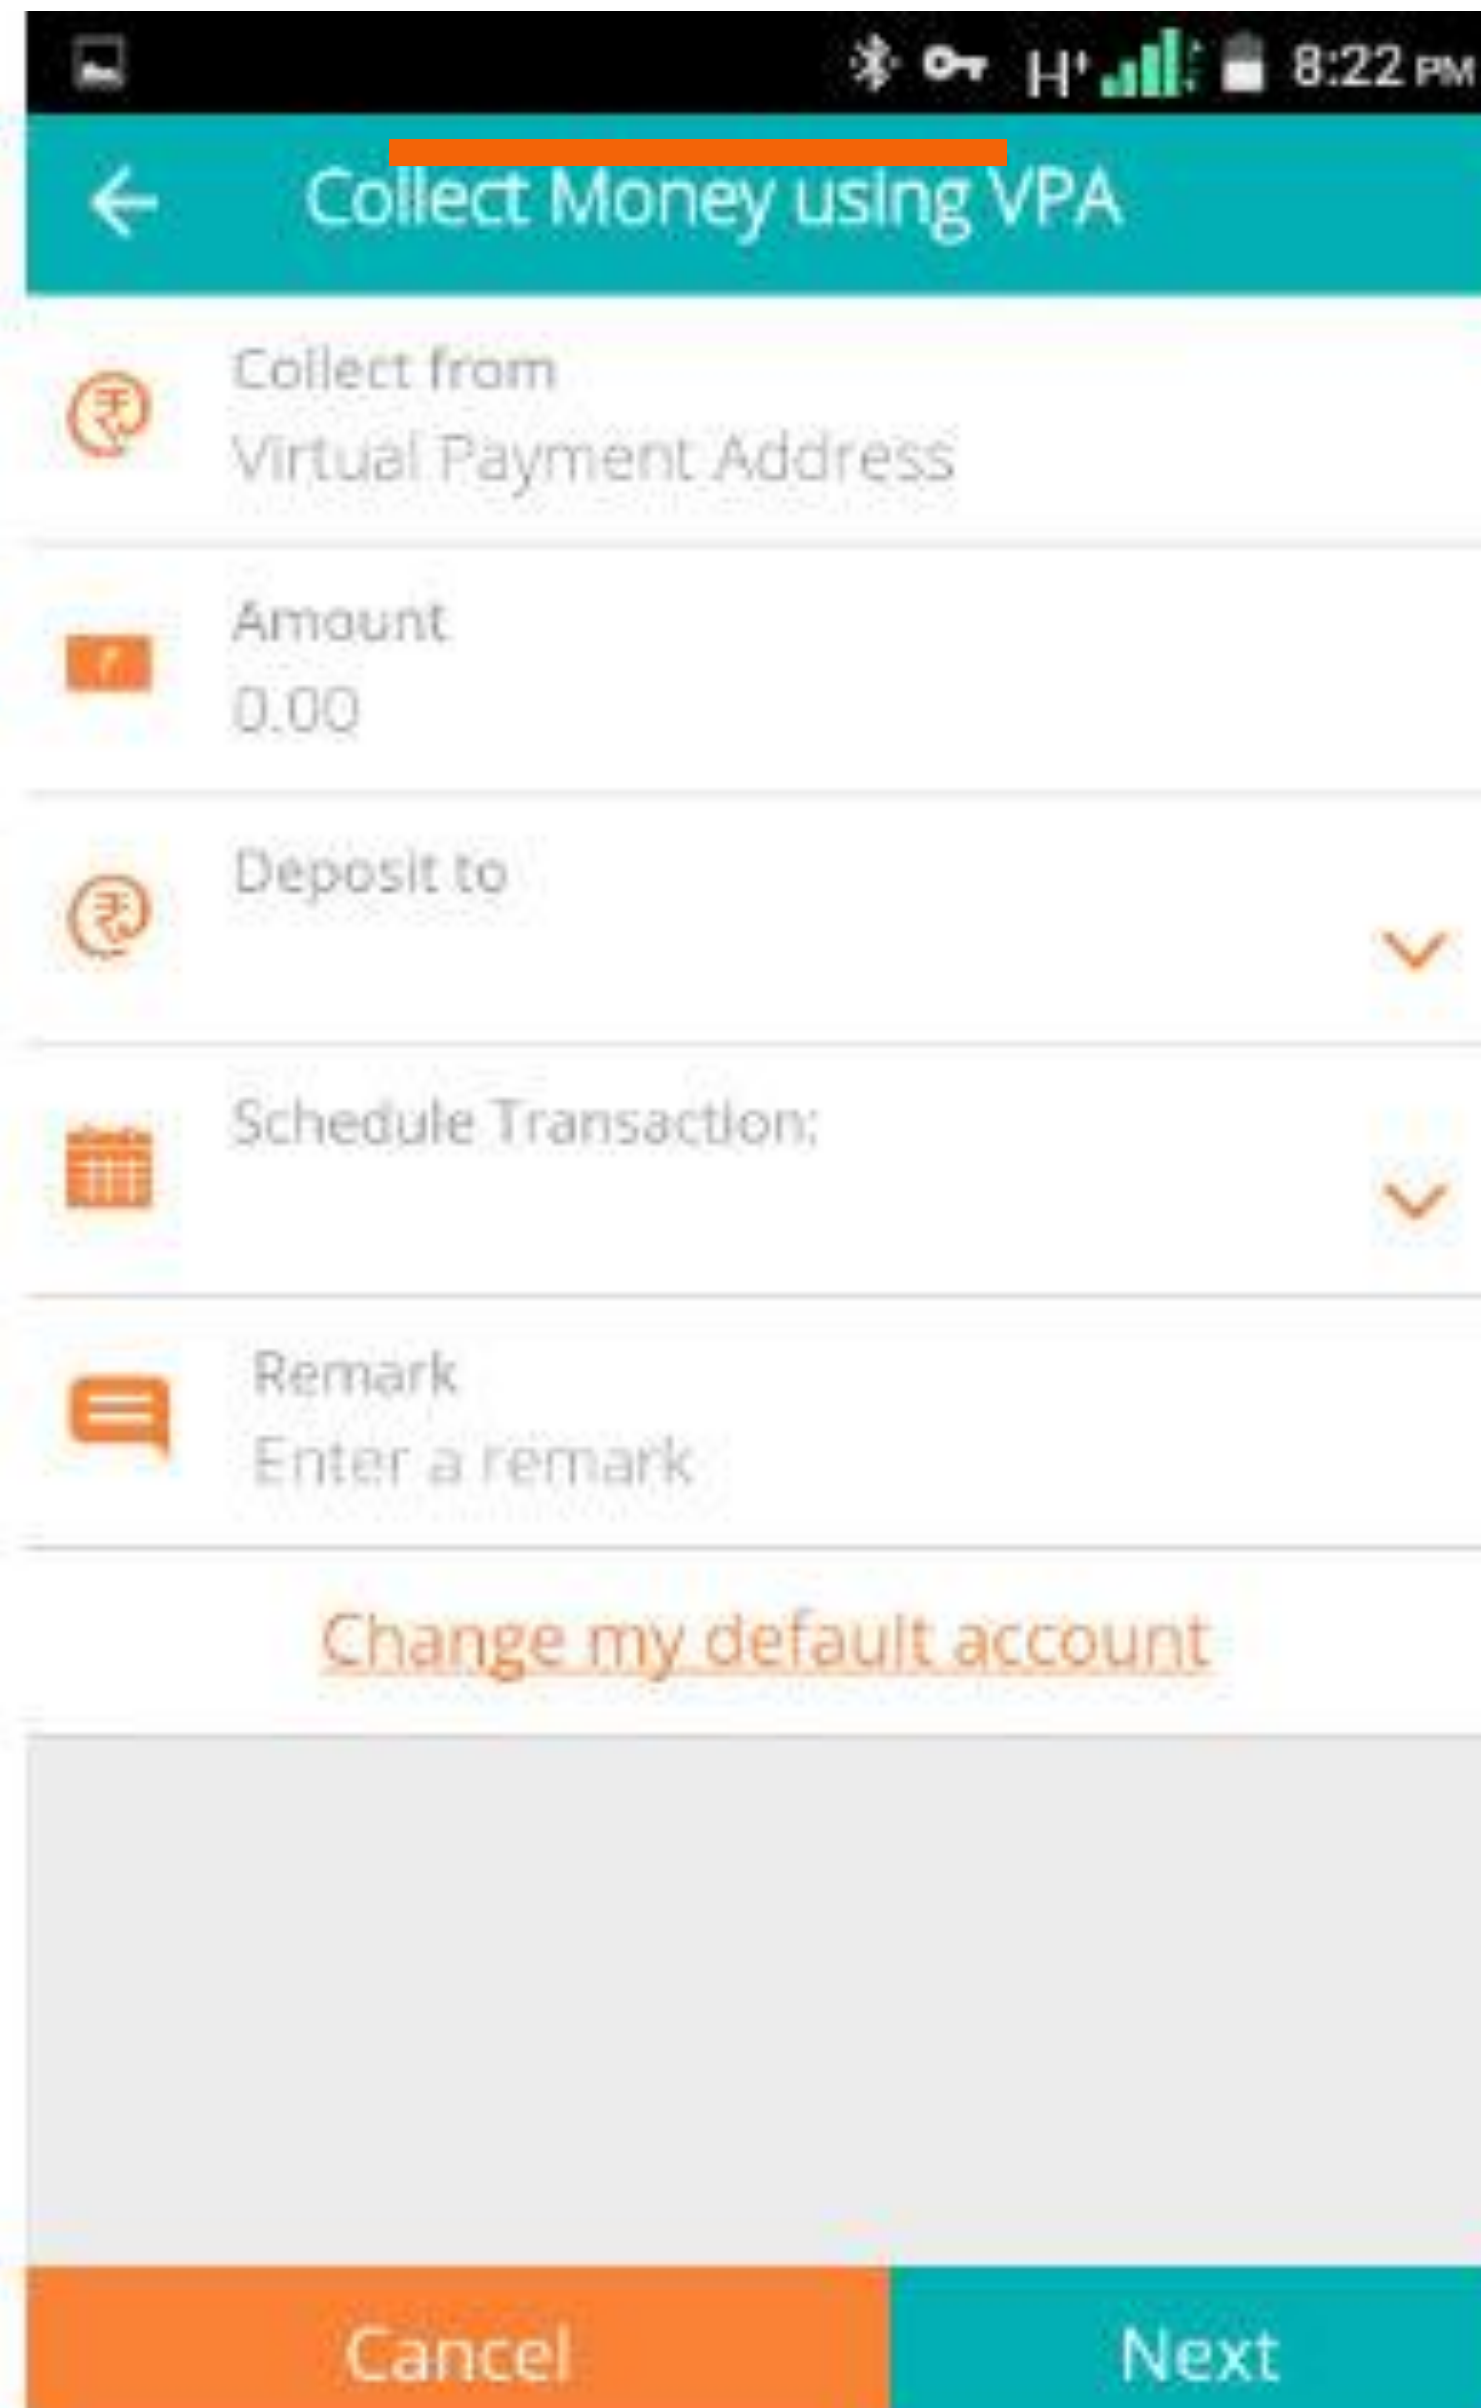 H+ 8:22 PM
Collect Money using VPA
Collect from
Virtual Payment Address
Amount
0.00
Deposit to
Schedule Transaction:
Remark
Enter a remark
Change my default account
Cancel Next